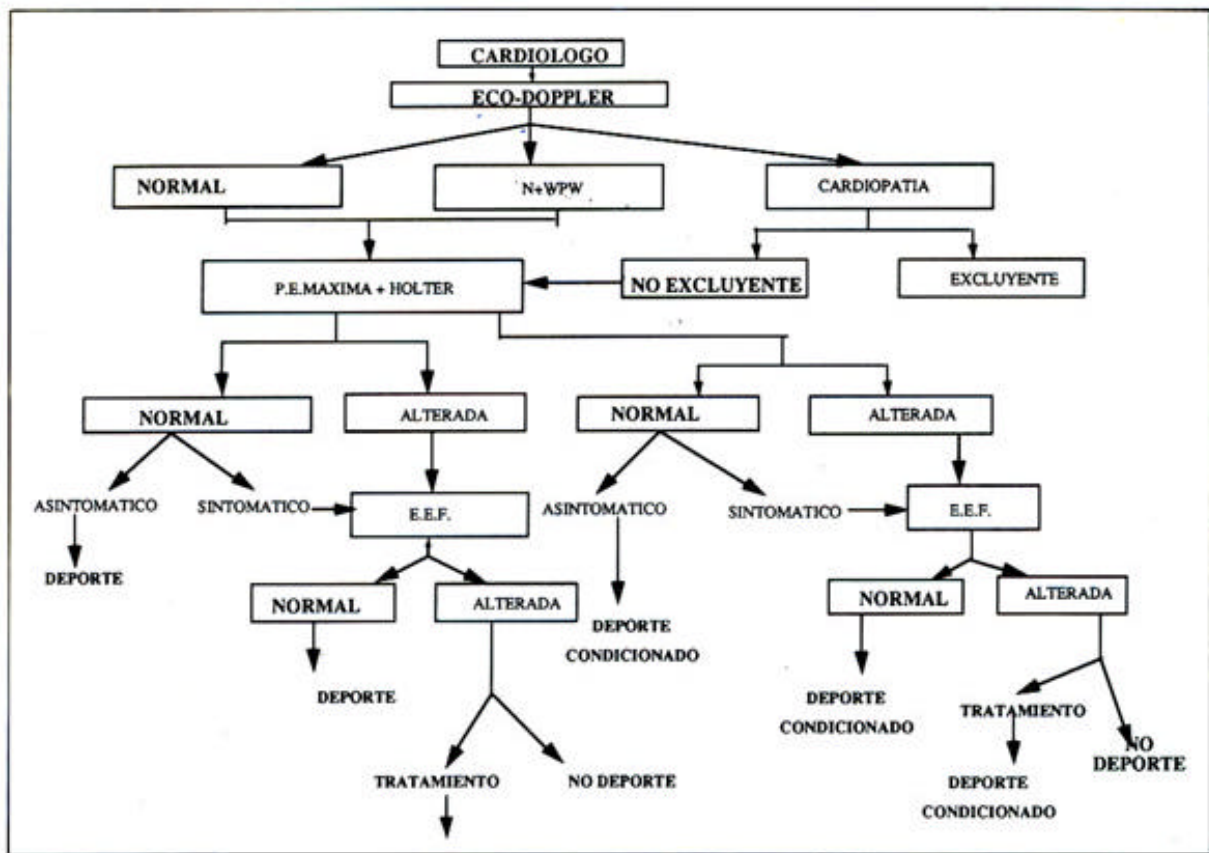 CARDIOLOGO
ECO-DOPPLER
NORMAL
N+WPW
CARDIOPATIA
P.E.MAXIMA + HOLTER
NO EXCLUYENTE
EXCLUYENTE
NORMAL
ALTERADA
NORMAL
ALTERADA
ASINTOMATICO
SINTOMATICO
E.E.F.
ASINTOMATICO
SINTOMATICO
E.E.F.
DEPORTE
NORMAL
ALTERADA
DEPORTE
CONDICIONADO
NORMAL
ALTERADA
DEPORTE
DEPORTE
CONDICIONADO
TRATAMIENTO
NO
DEPORTE
TRATAMIENTO
NO DEPORTE
DEPORTE
CONDICIONADO